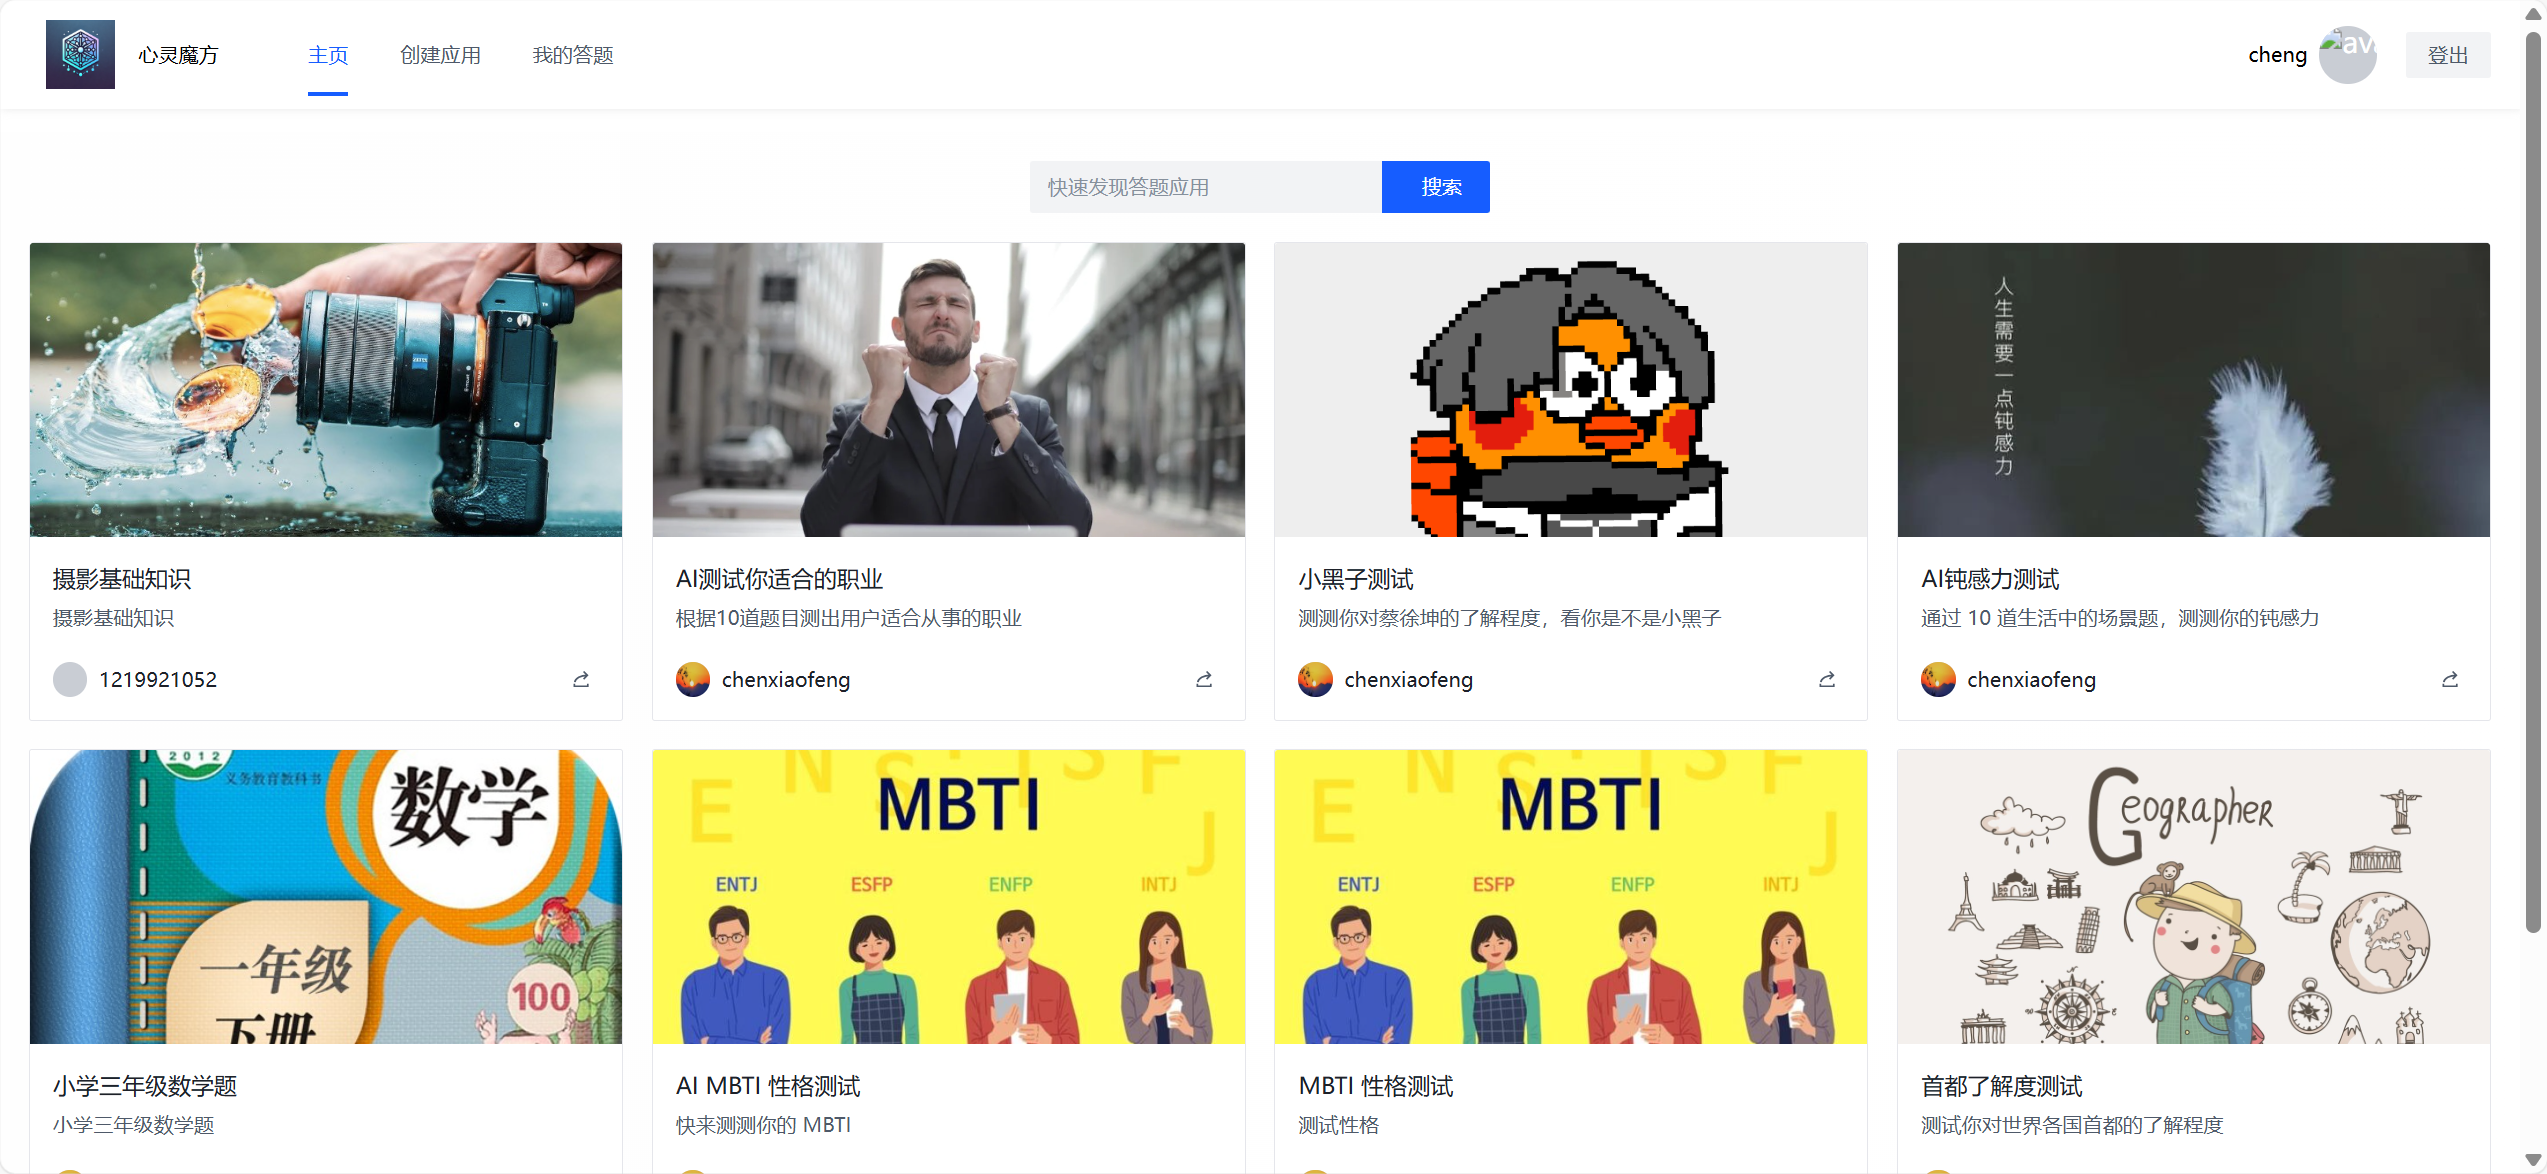 心灵魔方
主页
创建应用
我的答题
cheng
登出
快速发现答题应用
搜索
人生需要一点钝感力
摄影基础知识
摄影基础知识
1219921052
AI测试你适合的职业
根据10道题目测出用户适合从事的职业
chenxiaofeng
小黑子测试
测测你对蔡徐坤的了解程度，看你是不是小黑子
chenxiaofeng
AI钝感力测试
通过 10 道生活中的场景题，测测你的钝感力
chenxiaofeng
2012
义务教育教科书
数学
一年级
下册
100
E N S I T S F J
MBTI
ENTJ ESFP ENFP INTJ
E N S I T S F J
MBTI
ENTJ ESFP ENFP INTJ
Geographer
小学三年级数学题
小学三年级数学题
AI MBTI 性格测试
快来测测你的 MBTI
MBTI 性格测试
测试性格
首都了解度测试
测试你对世界各国首都的了解程度